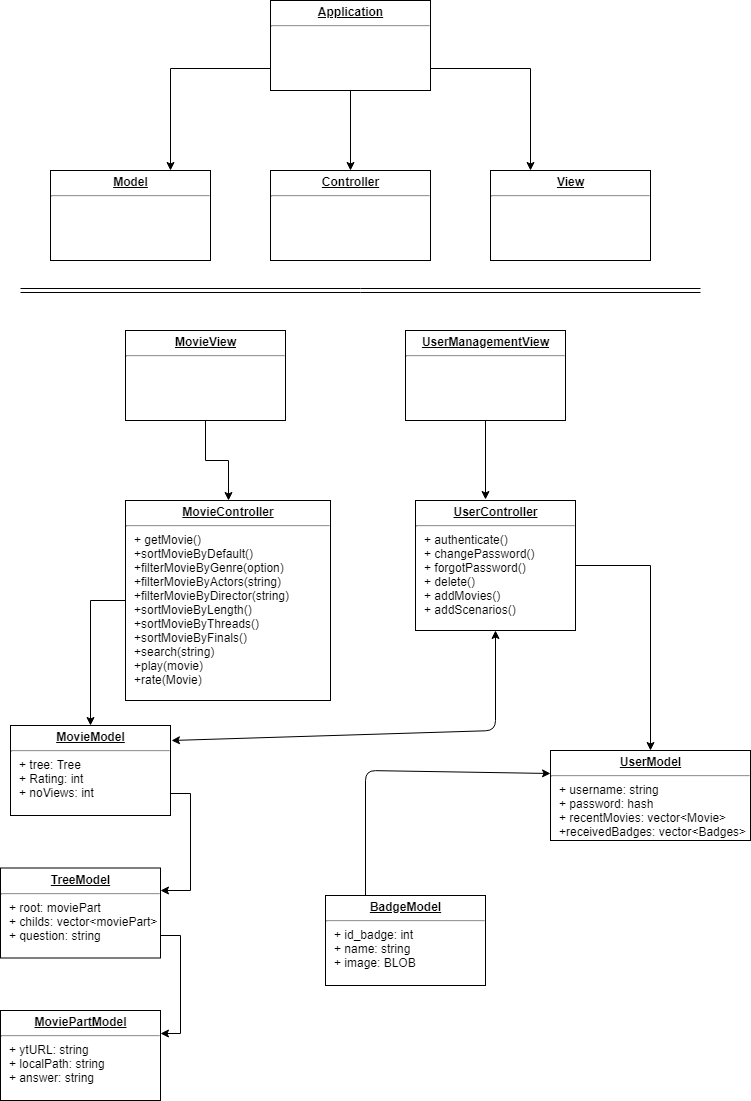 Application
Model
Controller
View
MovieView
UserManagementView
MovieController
+ getMovie()
+sortMovieByDefault()
+filterMovieByGenre(option)
+filterMovieByActors(string)
+filterMovieByDirector(string)
+sortMovieByLength()
+sortMovieByThreads()
+sortMovieByFinals()
+search(string)
+play(movie)
+rate(Movie)
UserController
+ authenticate()
+ changePassword()
+ forgotPassword()
+ delete()
+ addMovies()
+ addScenarios()
MovieModel
+ tree: Tree
+ Rating: int
+ noViews: int
UserModel
+ username: string
+ password: hash
+ recentMovies: vector<Movie>
+receivedBadges: vector<Badges>
TreeModel
+ root: moviePart
+ childs: vector<moviePart>
+ question: string
BadgeModel
+ id_badge: int
+ name: string
+ image: BLOB
MoviePartModel
+ ytURL: string
+ localPath: string
+ answer: string